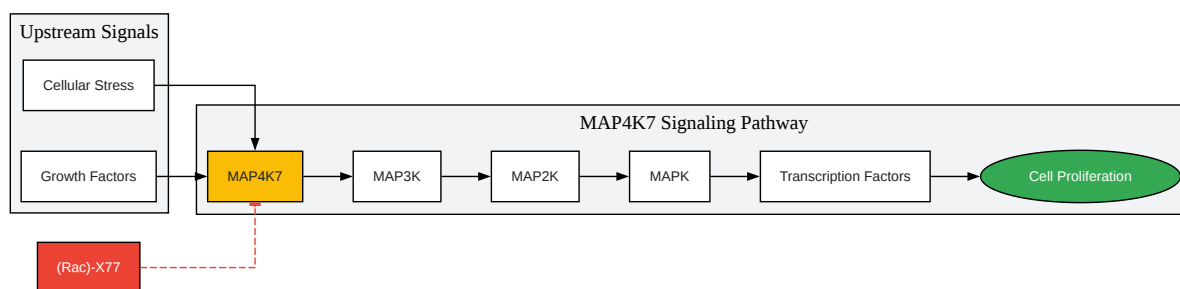 Upstream Signals
Cellular Stress
MAP4K7 Signaling Pathway
Growth Factors
MAP4K7
MAP3K
MAP2K
MAPK
Transcription Factors
Cell Proliferation
(Rac)-X77